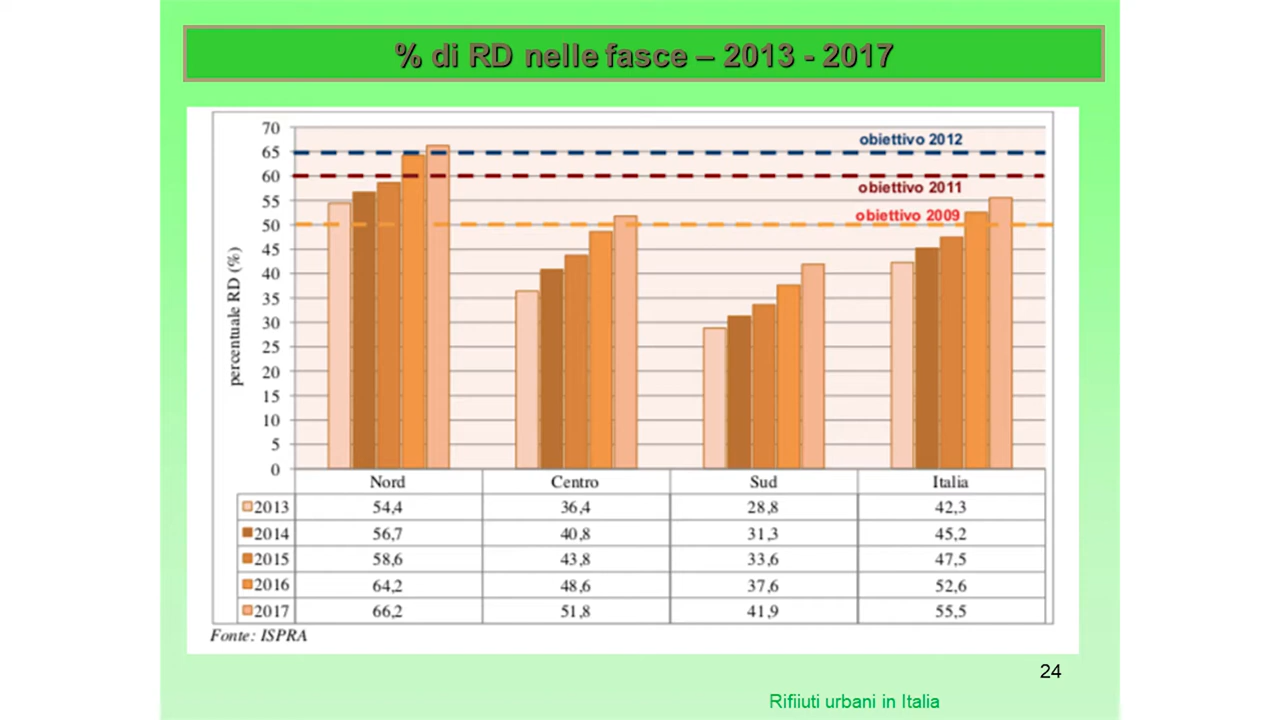 % di RD nelle fasce – 2013 - 2017
percentuale RD (%)
70
65
60
55
50
45
40
35
30
25
20
15
10
5
0
obiettivo 2012
obiettivo 2011
obiettivo 2009
Nord Centro Sud Italia
2013 54,4 36,4 28,8 42,3
2014 56,7 40,8 31,3 45,2
2015 58,6 43,8 33,6 47,5
2016 64,2 48,6 37,6 52,6
2017 66,2 51,8 41,9 55,5
Fonte: ISPRA
24
Rifiiuti urbani in Italia